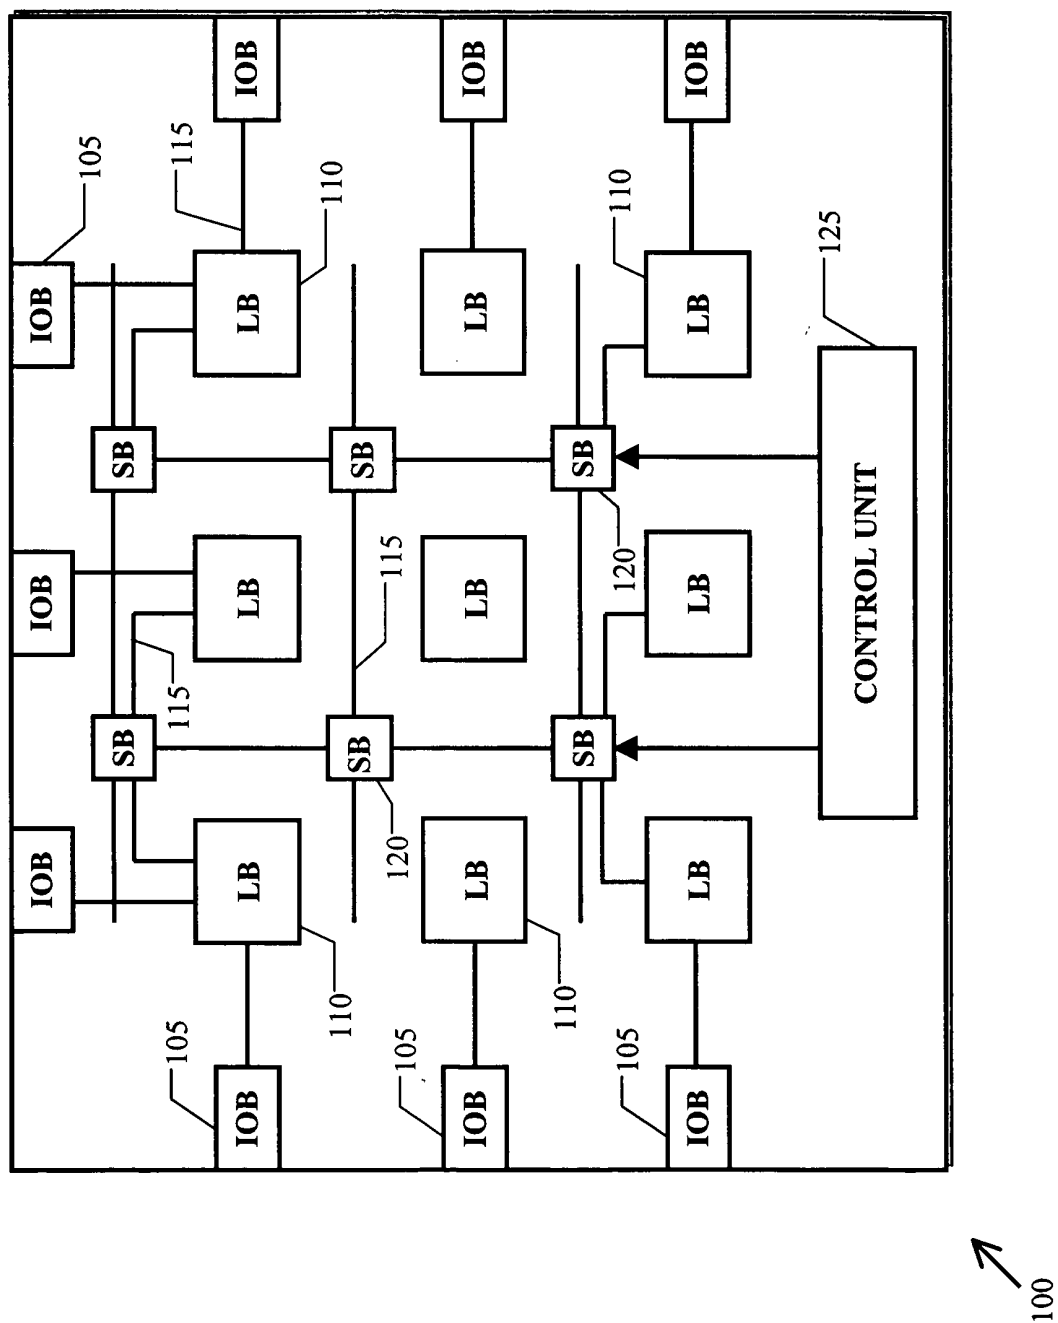 IOB IOB IOB
105
SB SB
105 115 115
IOB LB LB LB IOB
110 110
SB SB
105 120 115
IOB LB LB LB IOB
110
SB SB
105 120 110
IOB LB LB LB IOB
125
CONTROL UNIT
100